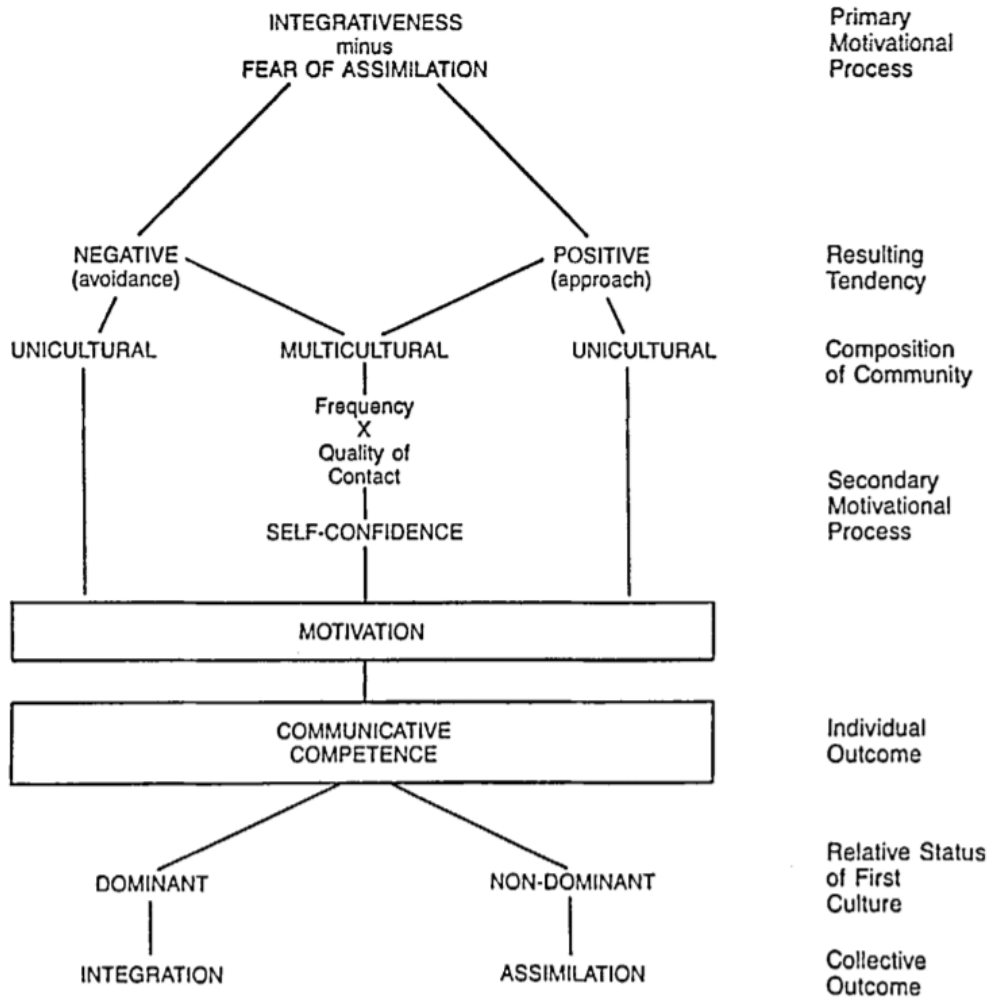 INTEGRATIVENESS
minus
FEAR OF ASSIMILATION
Primary
Motivational
Process
NEGATIVE
(avoidance)
POSITIVE
(approach)
Resulting
Tendency
UNICULTURAL
MULTICULTURAL
UNICULTURAL
Composition
of Community
Frequency
X
Quality of
Contact
SELF-CONFIDENCE
Secondary
Motivational
Process
MOTIVATION
COMMUNICATIVE
COMPETENCE
Individual
Outcome
DOMINANT
NON-DOMINANT
Relative Status
of First
Culture
INTEGRATION
ASSIMILATION
Collective
Outcome